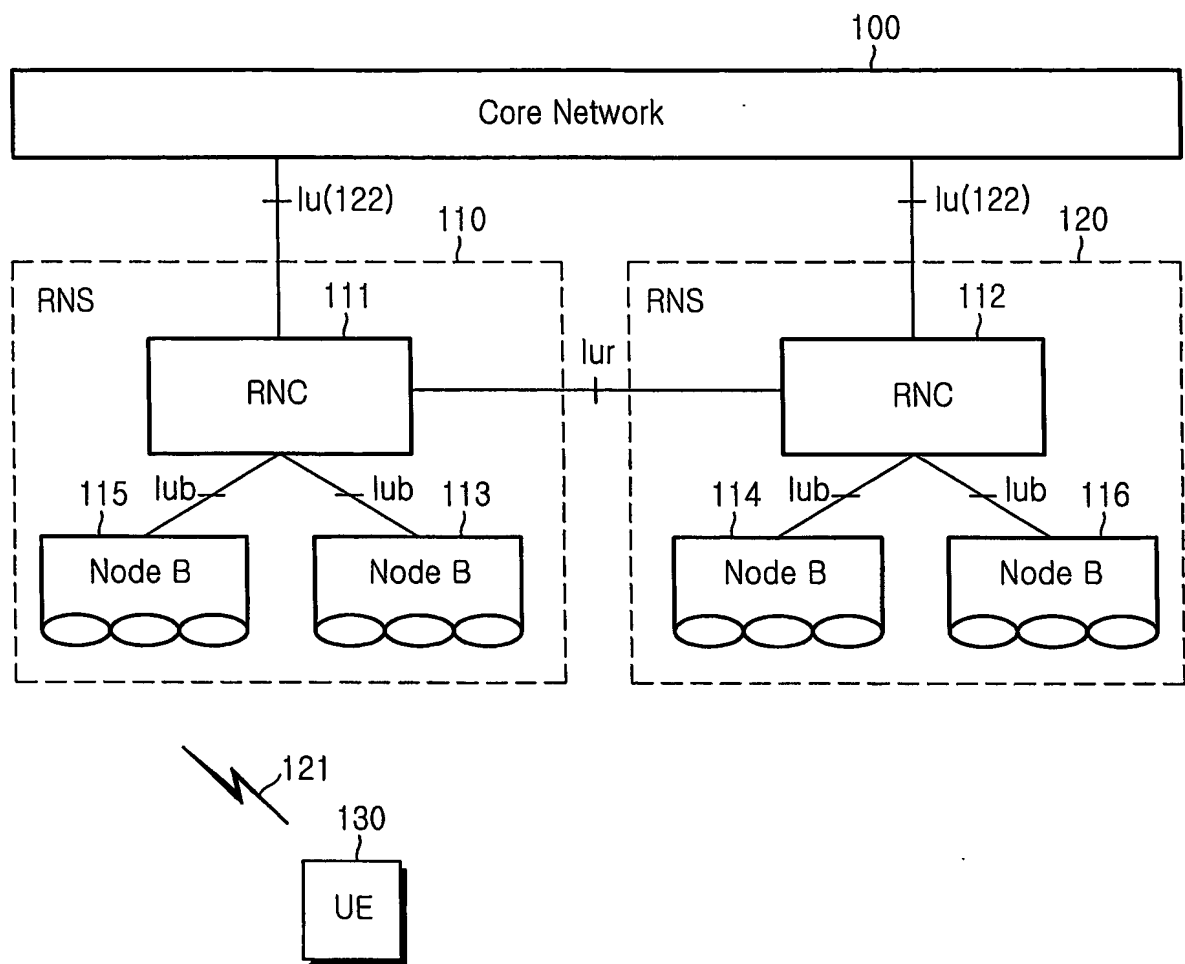 100
Core Network
Iu(122)
Iu(122)
110
120
RNS
111
RNC
Iur
RNS
112
RNC
115
Iub
Iub
113
114
Iub
Iub
116
Node B
Node B
Node B
Node B
121
130
UE